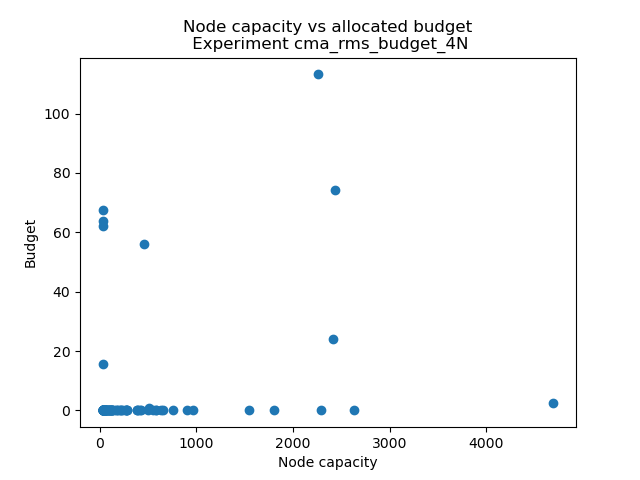 Node capacity vs allocated budget
Experiment cma_rms_budget_4N
100
80
60
40
20
0
Budget
0 1000 2000 3000 4000
Node capacity